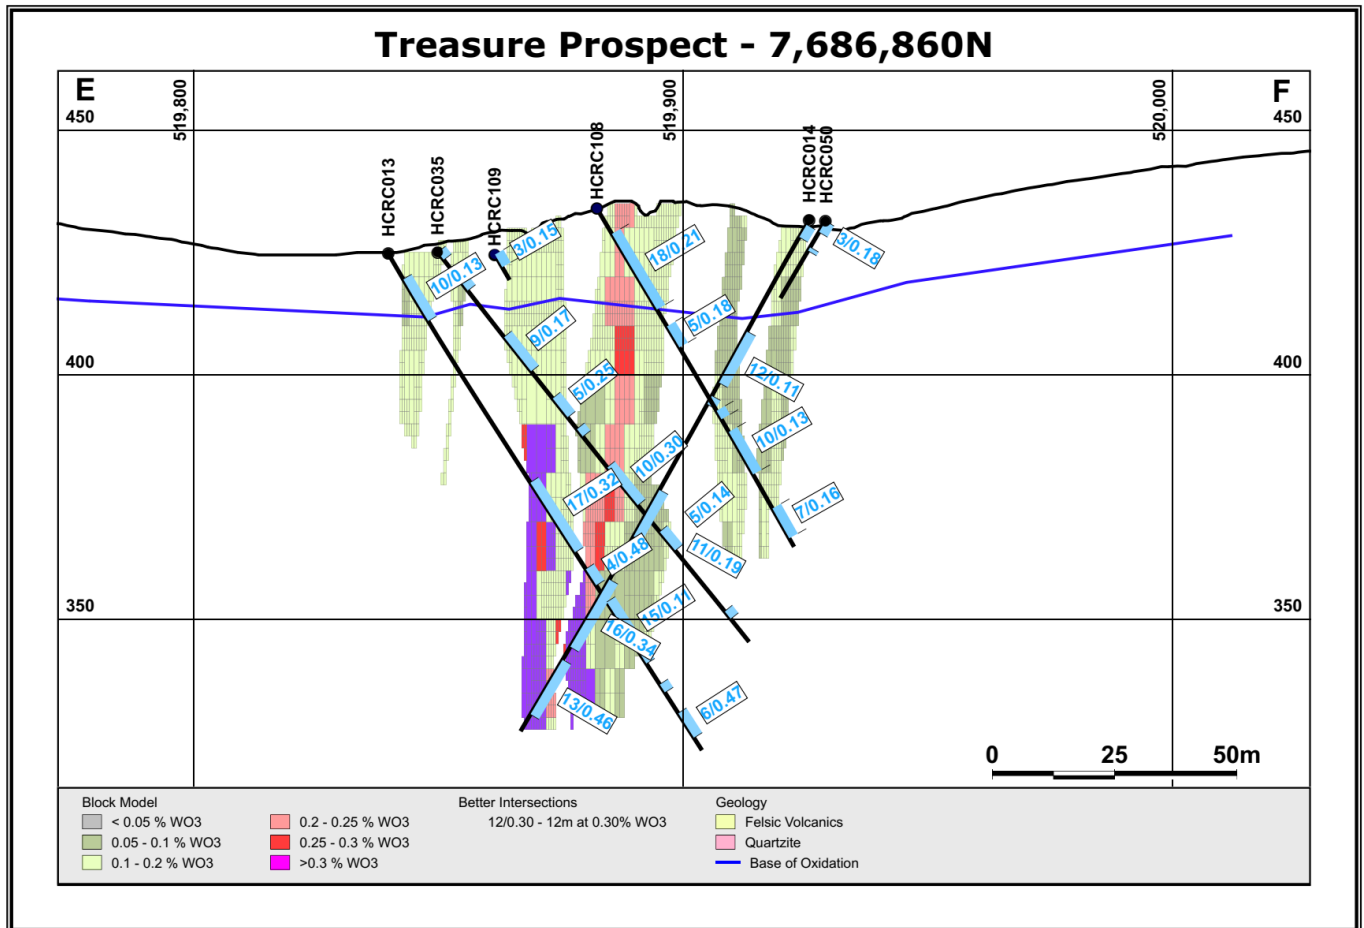 Treasure Prospect - 7,686,860N
E
F
519,800
519,900
520,000
450
450
HCRC013
HCRC035
HCRC109
HCRC108
HCRC014
HCRC050
3/0.15
18/0.21
3/0.18
10/0.13
5/0.18
9/0.17
400
400
5/0.25
12/0.11
10/0.13
10/0.30
17/0.32
5/0.14
7/0.16
4/0.48
11/0.19
350
350
15/0.11
16/0.34
13/0.46
6/0.47
0 25 50m
Block Model
< 0.05 % WO3
0.05 - 0.1 % WO3
0.1 - 0.2 % WO3
0.2 - 0.25 % WO3
0.25 - 0.3 % WO3
>0.3 % WO3
Better Intersections
12/0.30 - 12m at 0.30% WO3
Geology
Felsic Volcanics
Quartzite
Base of Oxidation